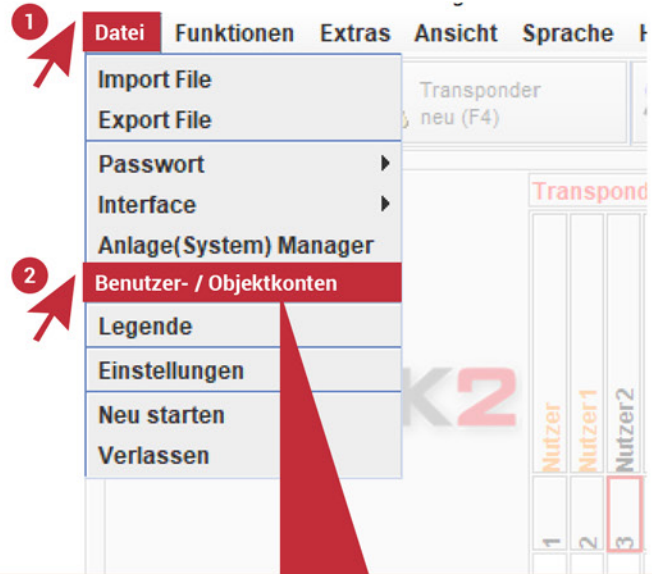 1
Datei Funktionen Extras Ansicht Sprache
Import File
Export File
Passwort
Interface
Anlage(System) Manager
2
Benutzer- / Objektkonten
Legende
Einstellungen
Neu starten
Verlassen
Transponder
neu (F4)
K2
Nutzer
Nutzer1
Nutzer2
1
2
3